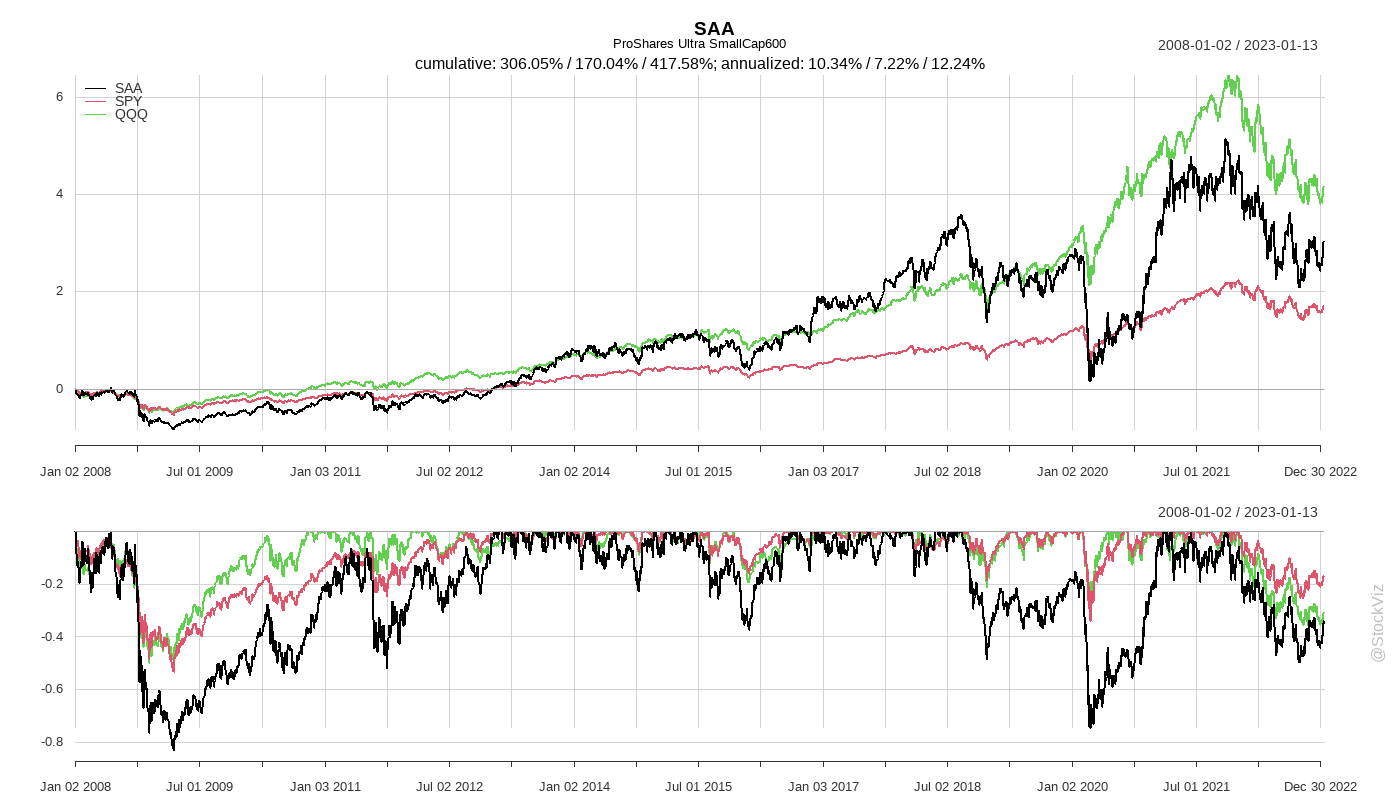 SAA
ProShares Ultra SmallCap600
2008-01-02 / 2023-01-13
cumulative: 306.05% / 170.04% / 417.58%; annualized: 10.34% / 7.22% / 12.24%
SAA
SPY
QQQ
6
4
2
0
Jan 02 2008 Jul 01 2009 Jan 03 2011 Jul 02 2012 Jan 02 2014 Jul 01 2015 Jan 03 2017 Jul 02 2018 Jan 02 2020 Jul 01 2021 Dec 30 2022
2008-01-02 / 2023-01-13
-0.2
-0.4
-0.6
-0.8
Jan 02 2008 Jul 01 2009 Jan 03 2011 Jul 02 2012 Jan 02 2014 Jul 01 2015 Jan 03 2017 Jul 02 2018 Jan 02 2020 Jul 01 2021 Dec 30 2022
@StockViz